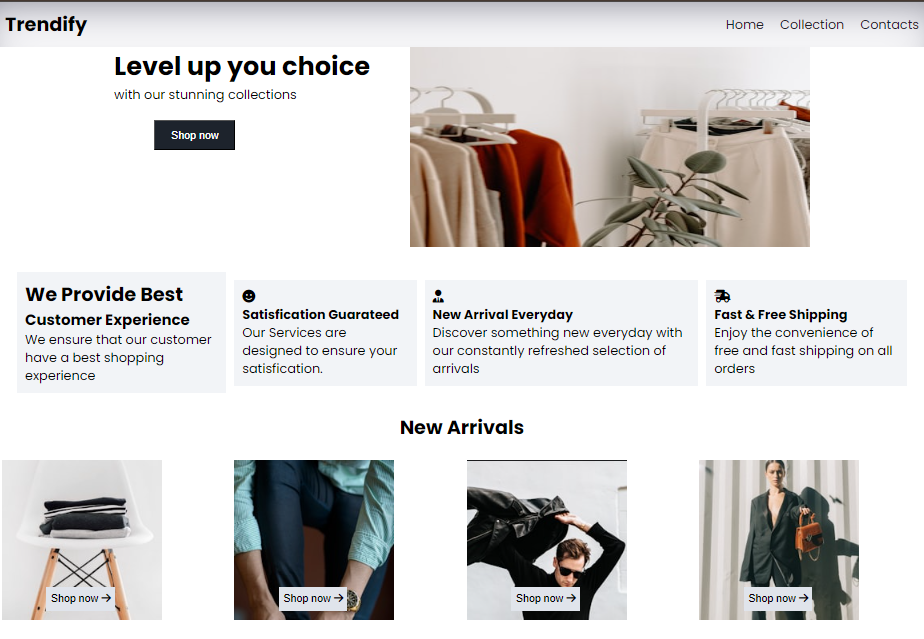 Trendify
Home Collection Contacts
Level up you choice
with our stunning collections
Shop now
We Provide Best
Customer Experience
We ensure that our customer
have a best shopping
experience
Satisfication Guarateed
Our Services are
designed to ensure your
satisfication.
New Arrival Everyday
Discover something new everyday with
our constantly refreshed selection of
arrivals
Fast & Free Shipping
Enjoy the convenience of
free and fast shipping on all
orders
New Arrivals
Shop now →
Shop now →
Shop now →
Shop now →